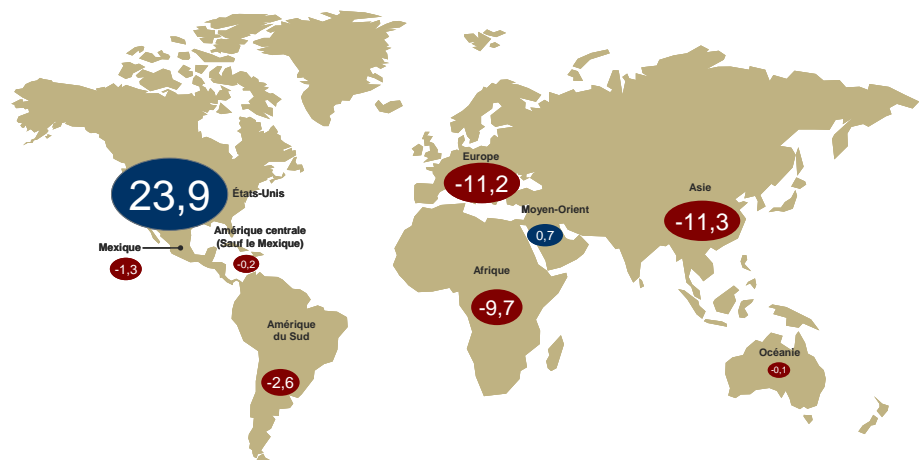 Europe
-11,2
Asie
-11,3
23,9
États-Unis
Moyen-Orient
0,7
Amérique centrale
(Sauf le Mexique)
-0,2
Mexique
-1,3
Afrique
-9,7
Amérique
du Sud
-2,6
Océanie
-0,1